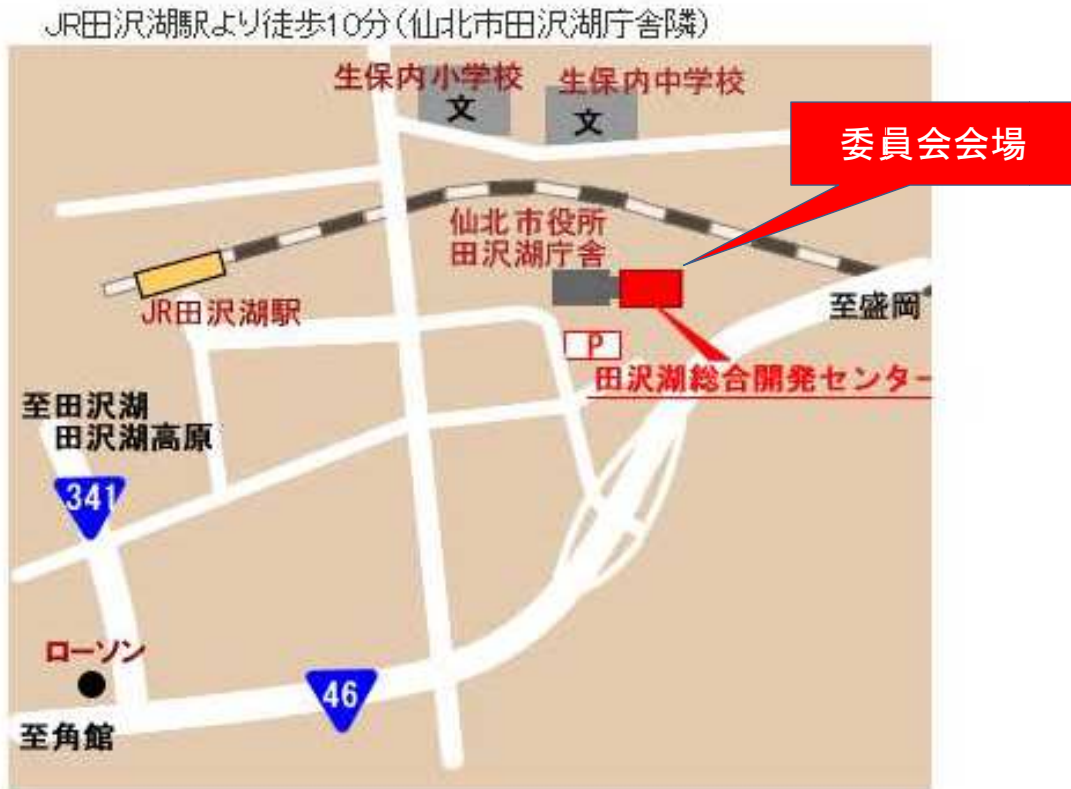 JR田沢湖駅より徒歩10分(仙北市田沢湖庁舎隣)
生保内小学校
生保内中学校
文
文
委員会会場
仙北市役所
田沢湖庁舎
JR田沢湖駅
至盛岡
P
田沢湖総合開発センター
至田沢湖
田沢湖高原
341
ローソン
46
至角館